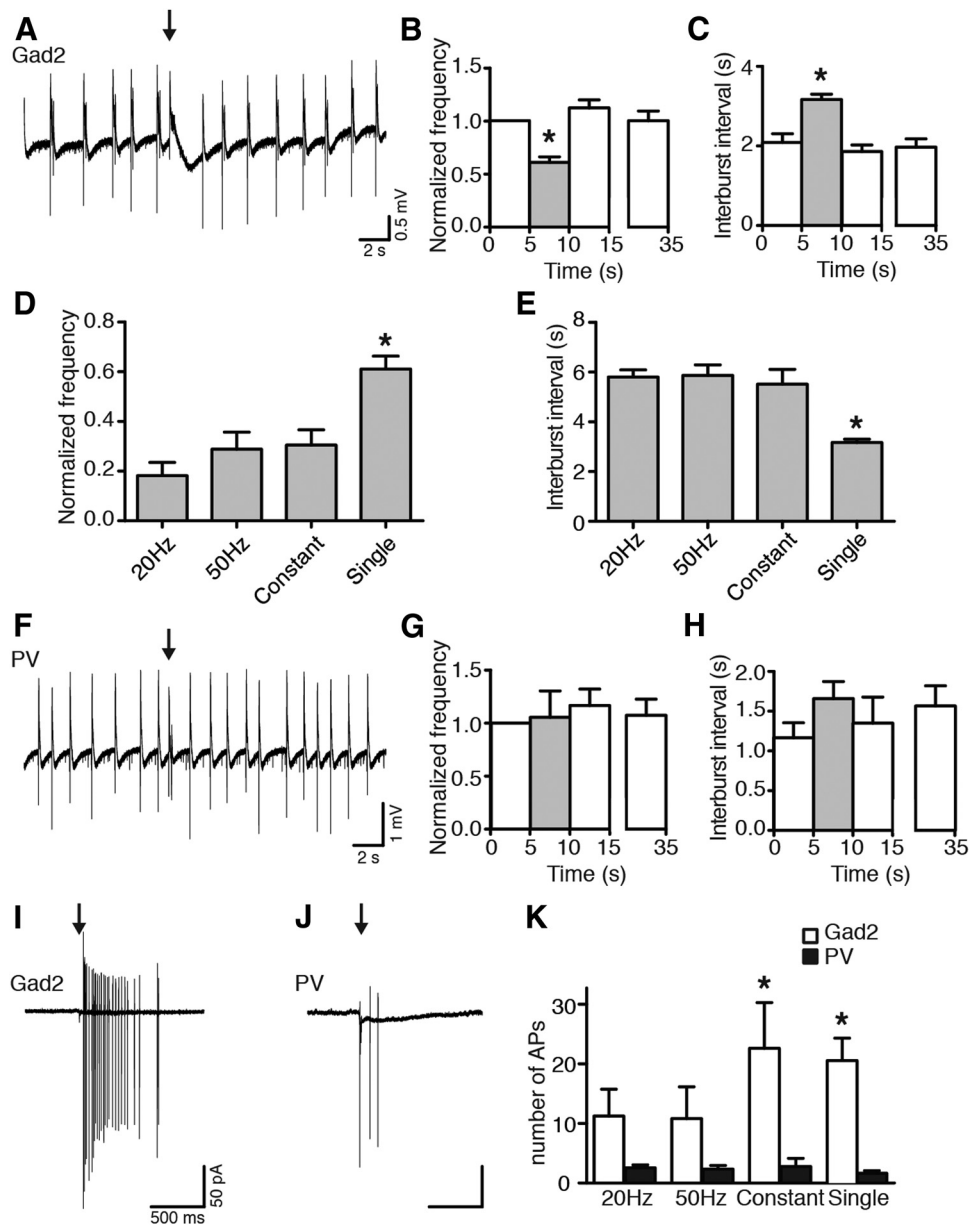 A
Gad2
0.5 mV
2 s
B
Normalized frequency
1.5
1.0
0.5
0.0
*
0 5 10 15 35
Time (s)
C
Interburst interval (s)
4
2
0
*
0 5 10 15 35
Time (s)
D
Normalized frequency
0.8
0.6
0.4
0.2
0.0
*
20Hz 50Hz Constant Single
E
Interburst interval (s)
8
6
4
2
0
*
20Hz 50Hz Constant Single
F
PV
1 mV
2 s
G
Normalized frequency
1.5
1.0
0.5
0.0
0 5 10 15 35
Time (s)
H
Interburst interval (s)
2.0
1.5
1.0
0.5
0.0
0 5 10 15 35
Time (s)
I
Gad2
50 pA
500 ms
J
PV
K
Gad2
PV
number of APs
30
20
10
0
* *
20Hz 50Hz Constant Single